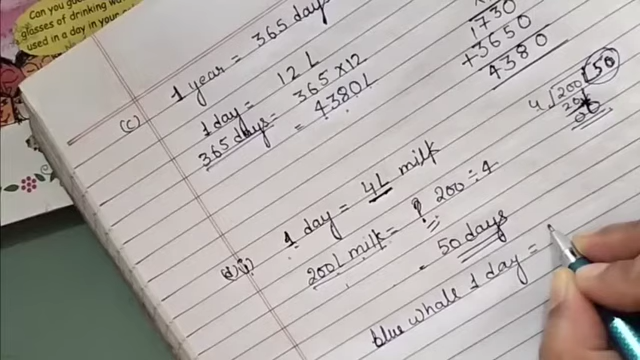 Can you gu
glasses of drinking w
used in a day in your
1 year = 365 days
(c) 1 day = 12 L
365 days = 365 × 12
= 4380 L
1730
+3650
4380
4 200 50
20
00
(d) i) 1 day = 4L milk
200 L milk = ? 200 ÷ 4
50 days
blue whale 1 day =